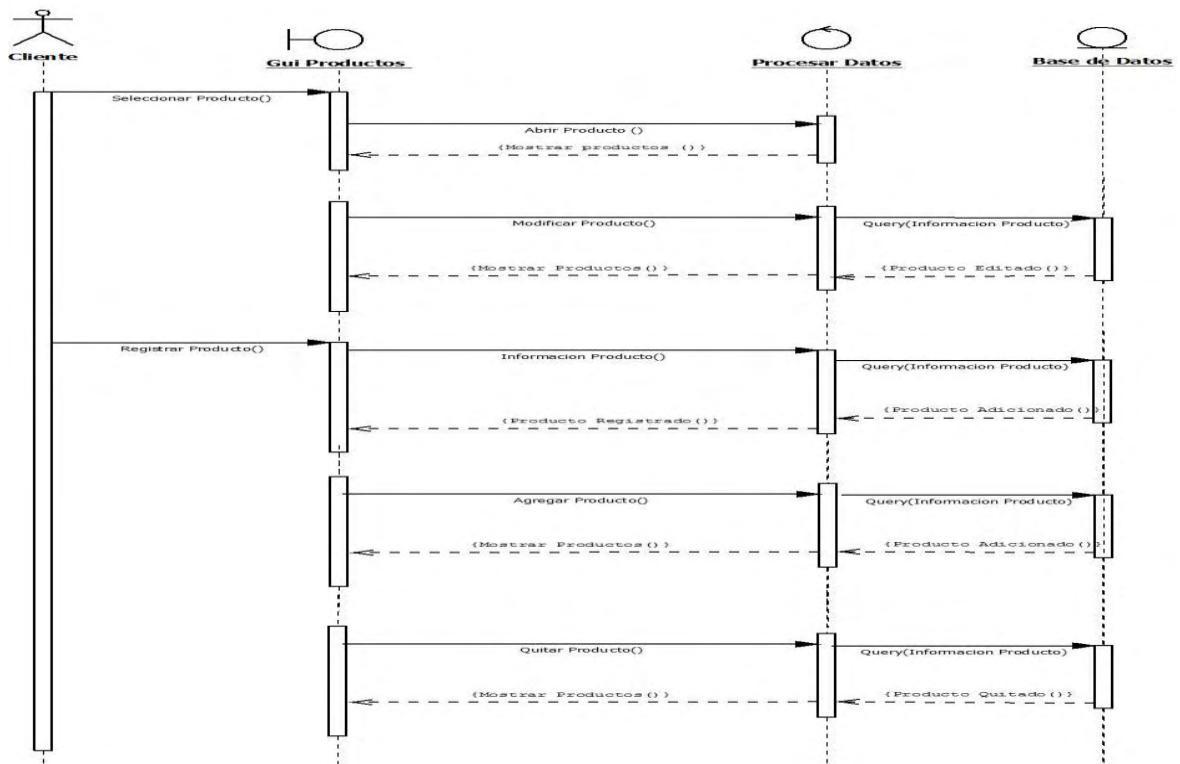 Cliente
Gui Productos
Procesar Datos
Base de Datos
Seleccionar Producto()
Abrir Producto ()
{Mostrar productos ()}
Modificar Producto()
Query(Informacion Producto)
{Mostrar Productos()}
{Producto Editado()}
Registrar Producto()
Informacion Producto()
Query(Informacion Producto)
{Producto Registrado()}
{Producto Adicionado()}
Agregar Producto()
Query(Informacion Producto)
{Mostrar Productos()}
{Producto Adicionado()}
Quitar Producto()
Query(Informacion Producto)
{Mostrar Productos()}
{Producto Quitado()}